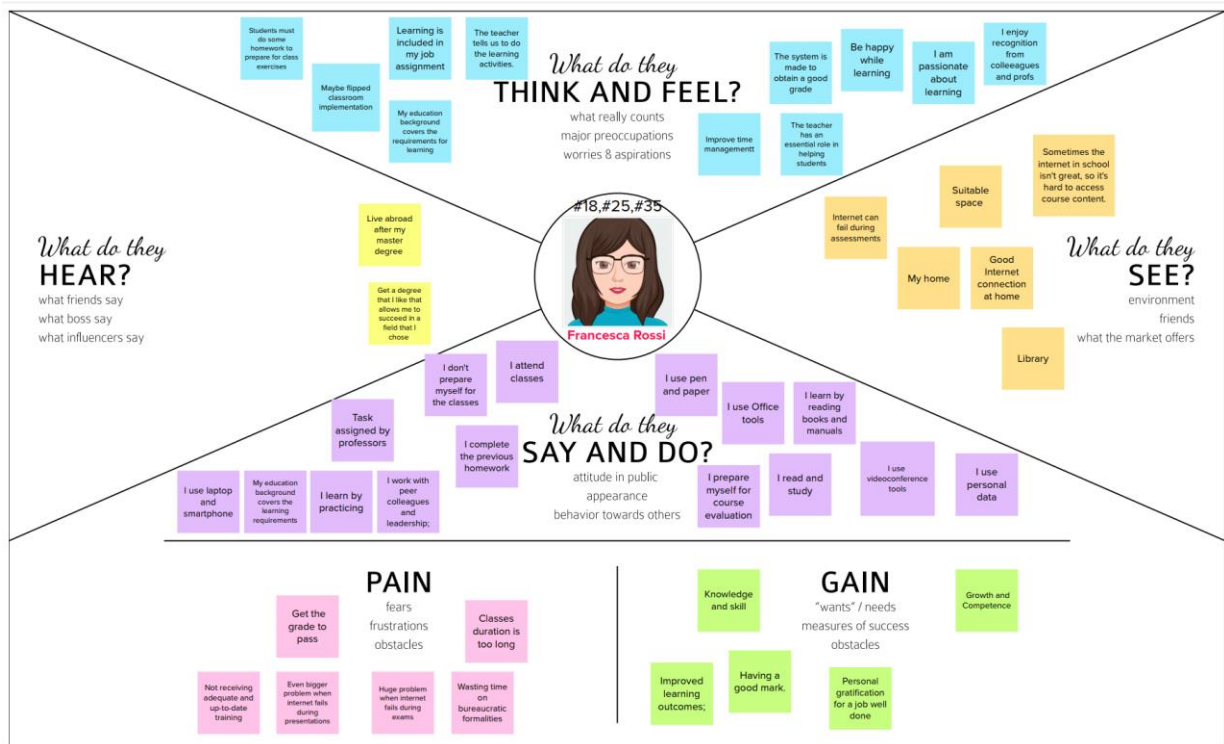 Students must
do some
homework to
prepare for class
exercises
Maybe flipped
classroom
implementation
Learning is
included in
my job
assignment
My education
background
covers the
requirements for
learning
The teacher
tells us to do
the learning
activities.
What do they
THINK AND FEEL?
what really counts
major preoccupations
worries & aspirations
The system is
made to
obtain a good
grade
Be happy
while
learning
I am
passionate
about
learning
I enjoy
recognition
from
colleeagues
and profs
Improve time
managementt
The teacher
has an
essential role in
helping
students
What do they
HEAR?
what friends say
what boss say
what influencers say
Live abroad
after my
master
degree
Get a degree
that I like that
allows me to
succeed in a
field that I
chose
#18,#25,#35
Francesca Rossi
What do they
SEE?
environment
friends
what the market offers
Internet can
fail during
assessments
Suitable
space
Sometimes the
internet in school
isn't great, so it's
hard to access
course content.
My home
Good
Internet
connection
at home
Library
What do they
SAY AND DO?
attitude in public
appearance
behavior towards others
I don't
prepare
myself for
the classes
I attend
classes
Task
assigned by
professors
I complete
the previous
homework
I use laptop
and
smartphone
My education
background
covers the
learning
requirements
I learn by
practicing
I work with
peer
colleagues
and
leadership;
I use pen
and paper
I use Office
tools
I learn by
reading
books and
manuals
I prepare
myself for
course
evaluation
I read and
study
I use
videoconference
tools
I use
personal
data
PAIN
fears
frustrations
obstacles
Get the
grade to
pass
Classes
duration is
too long
Not receiving
adequate and
up-to-date
training
Even bigger
problem when
internet fails
during
presentations
Huge problem
when internet
fails during
exams
Wasting time
on
bureaucratic
formalities
GAIN
"wants" / needs
measures of success
obstacles
Knowledge
and skill
Growth and
Competence
Improved
learning
outcomes;
Having a
good mark.
Personal
gratification
for a job well
done